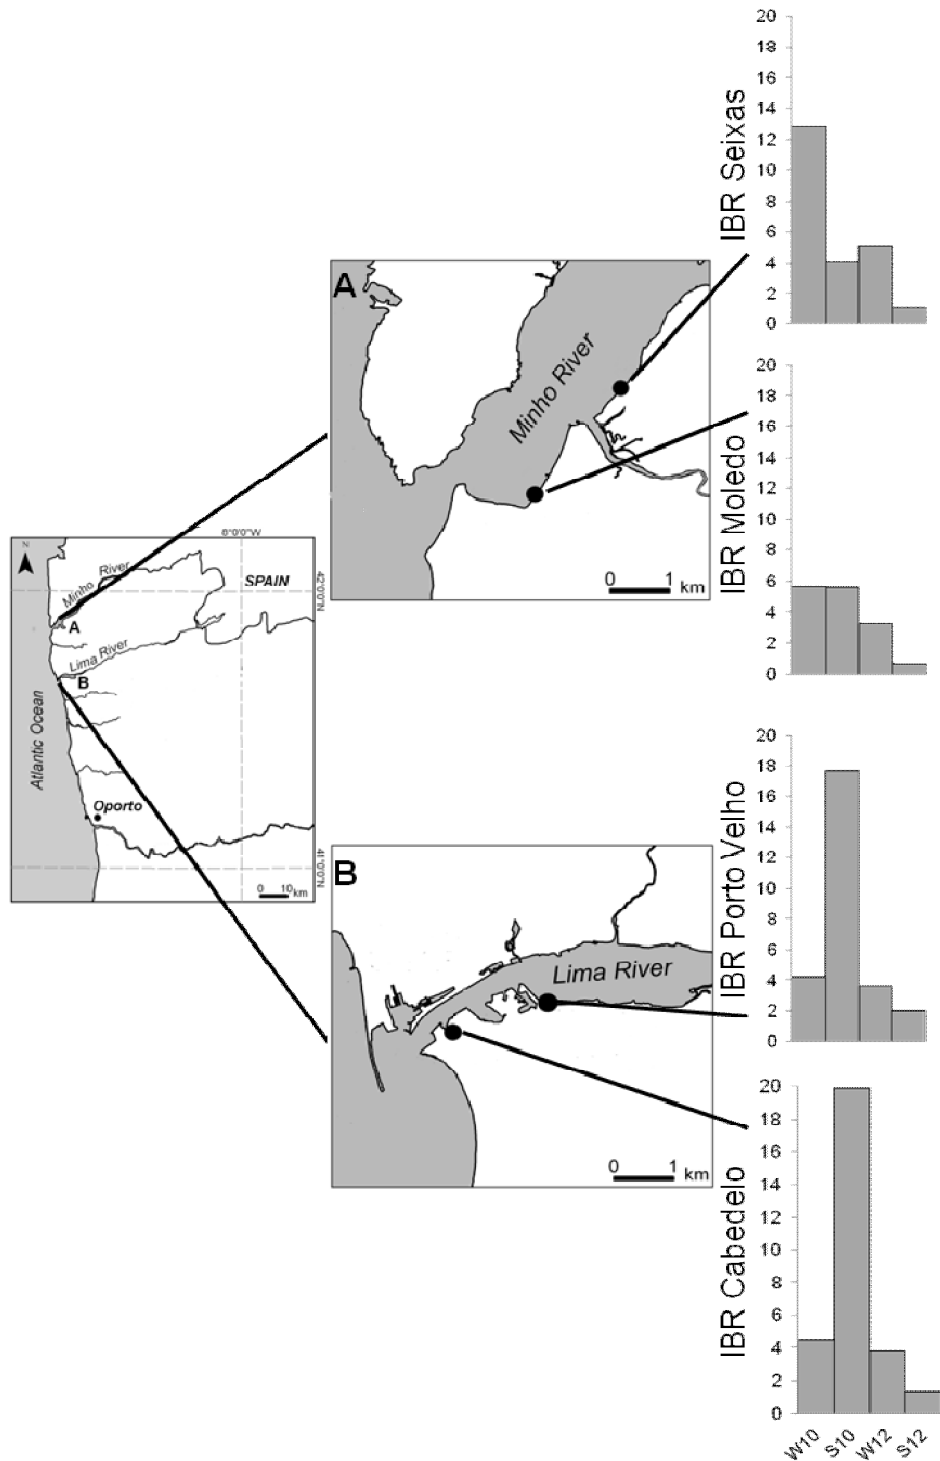 20
18
16
14
12
10
8
6
4
2
0
IBR Seixas
A
Minho River
0 1
km
20
18
16
14
12
10
8
6
4
2
0
IBR Moledo
N
8°0'0"W
42°0'0"N
41°0'0"N
SPAIN
Minho River
A
Lima River
B
Atlantic Ocean
Oporto
0 10 km
20
18
16
14
12
10
8
6
4
2
0
IBR Porto Velho
B
Lima River
0 1
km
20
18
16
14
12
10
8
6
4
2
0
IBR Cabedelo
W10 S10 W12 S12